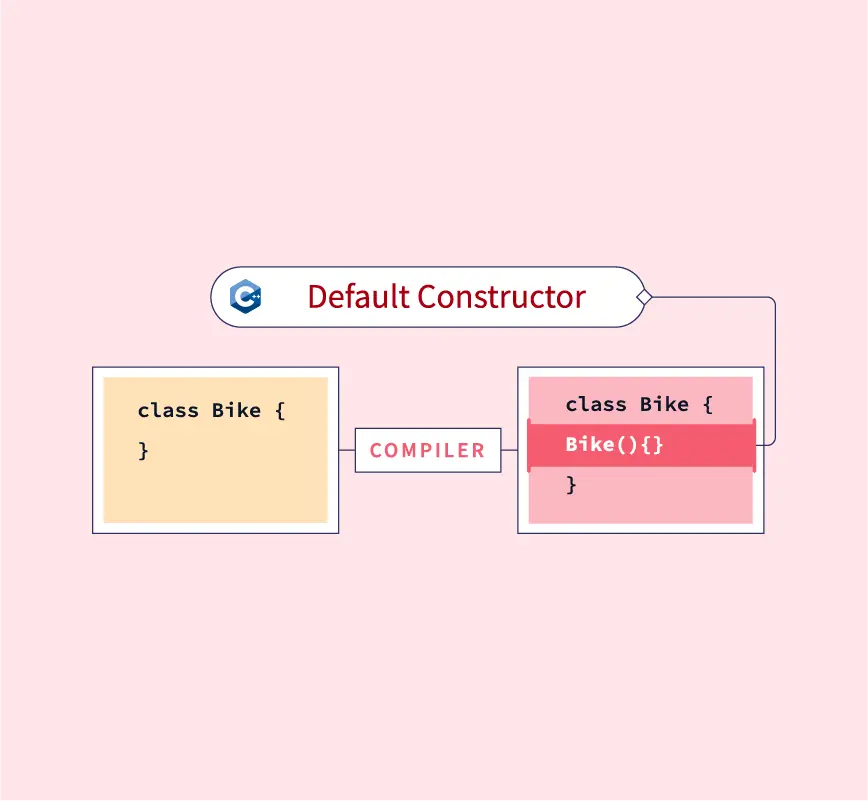 C++
Default Constructor
class Bike {
}
COMPILER
class Bike {
Bike(){}
}